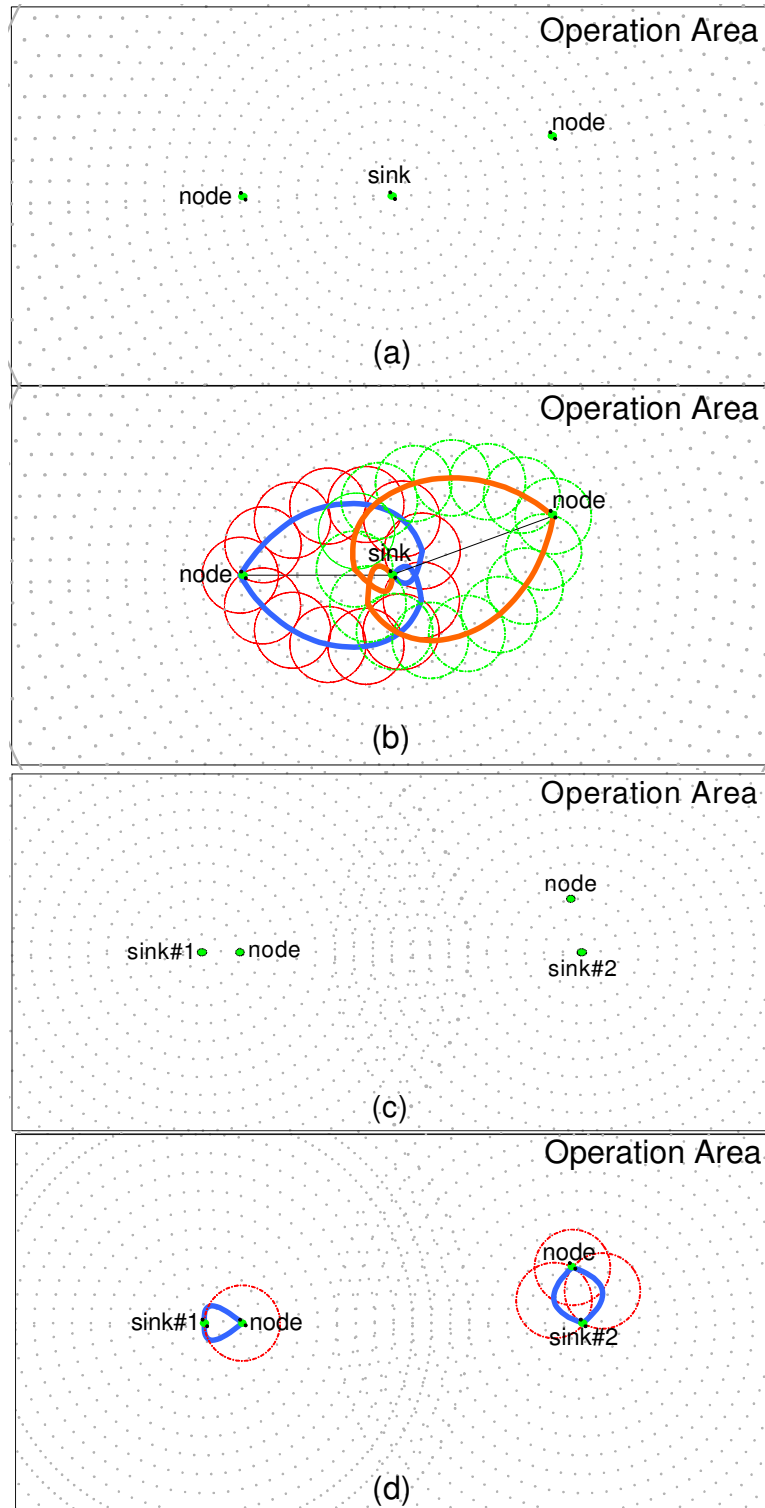 Operation Area
node
sink
node
(a)
Operation Area
node
sink
node
(b)
Operation Area
node
sink#1 node
sink#2
(c)
Operation Area
node
sink#1 node
sink#2
(d)